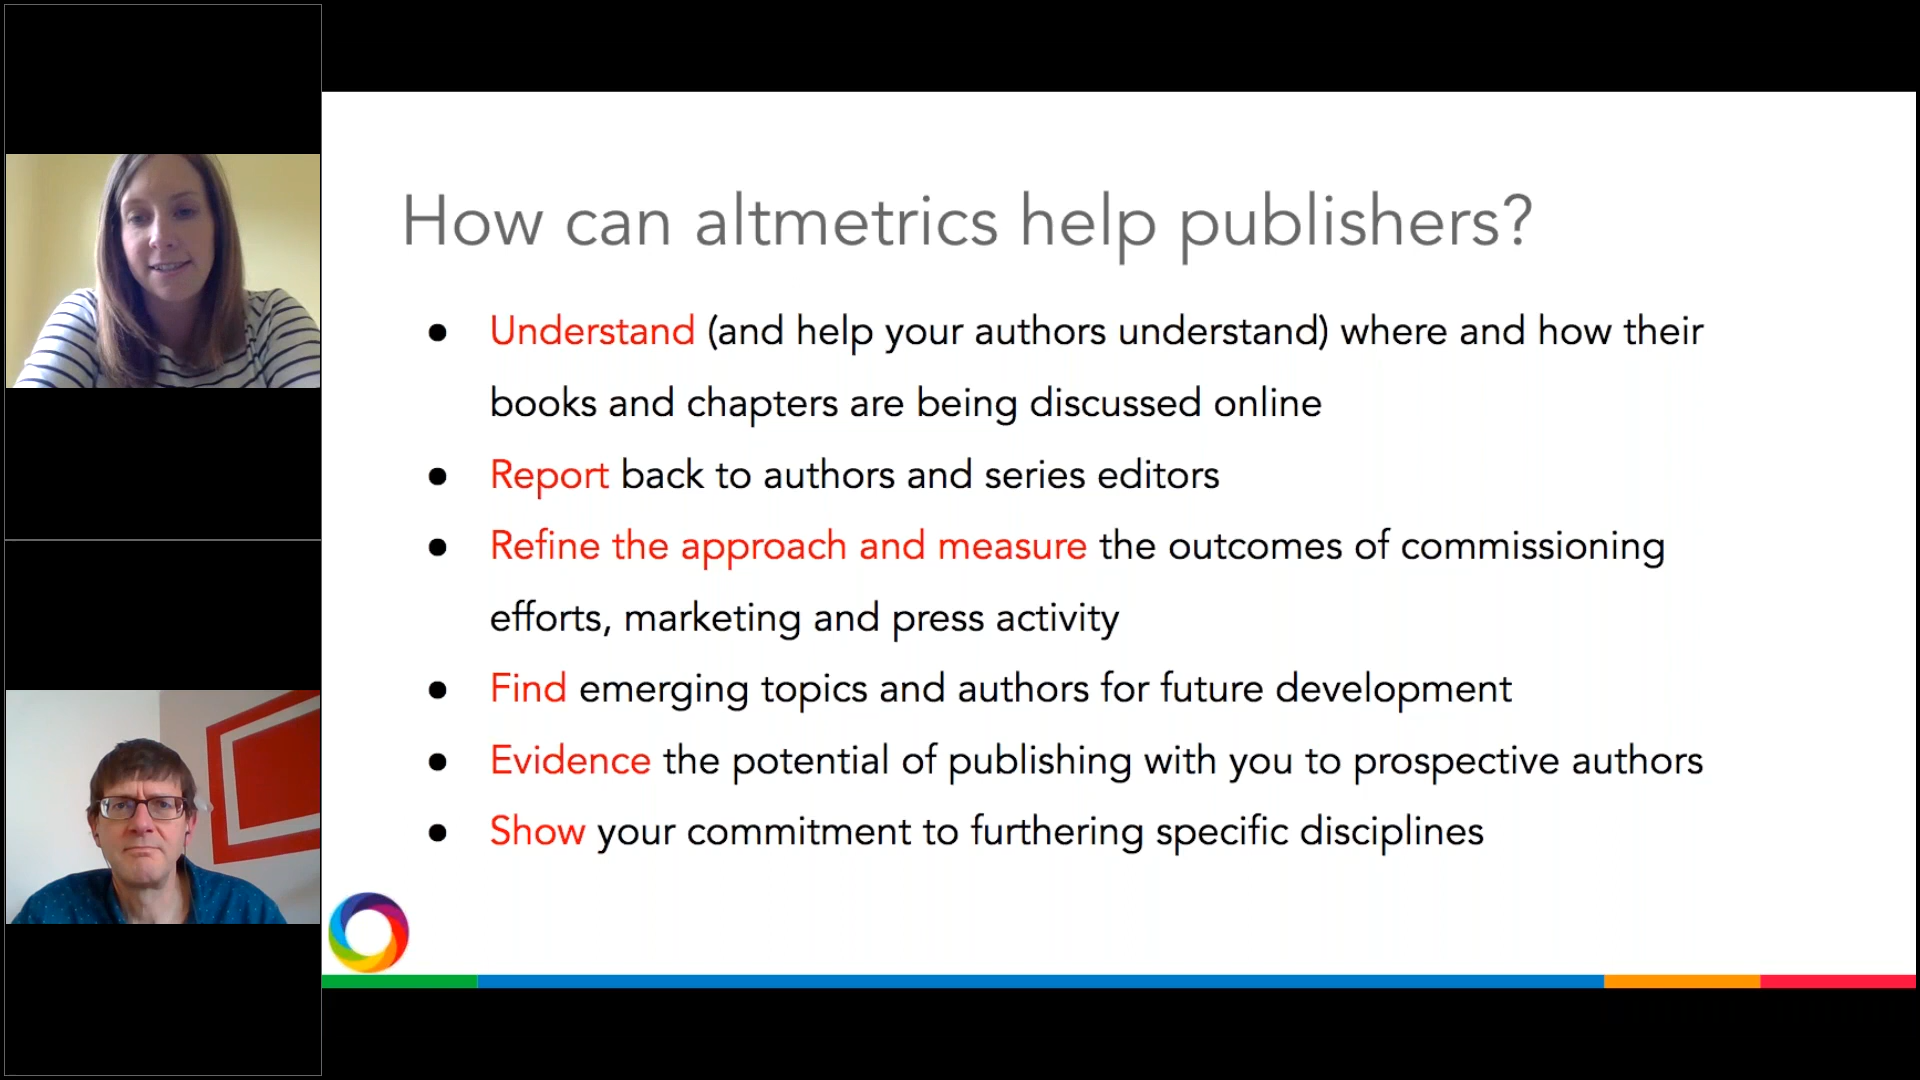 How can altmetrics help publishers?
● Understand (and help your authors understand) where and how their
books and chapters are being discussed online
● Report back to authors and series editors
● Refine the approach and measure the outcomes of commissioning
efforts, marketing and press activity
● Find emerging topics and authors for future development
● Evidence the potential of publishing with you to prospective authors
● Show your commitment to furthering specific disciplines